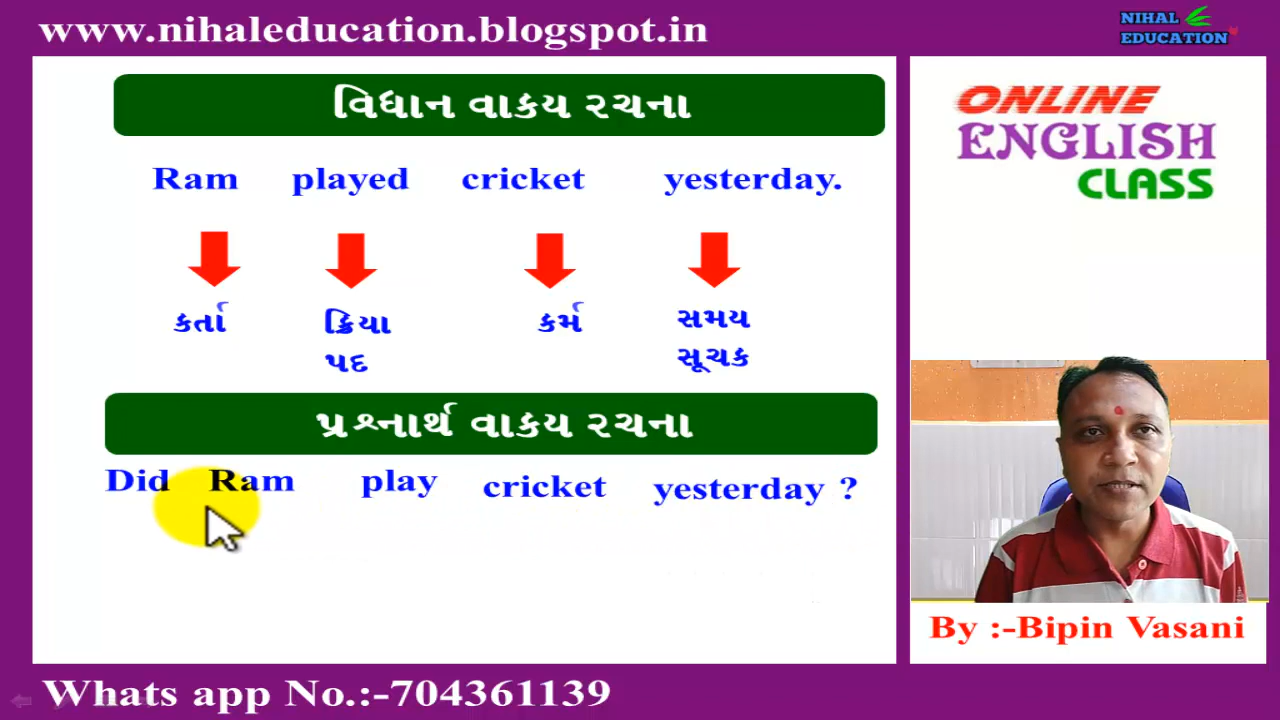 www.nihaleducation.blogspot.in
NIHAL
EDUCATION
વિધાન વાકય રચના
Ram played cricket yesterday.
કર્તા ક્રિયા કર્મ સમય
પદ સૂચક
પ્રશ્નાર્થ વાકય રચના
Did Ram play cricket yesterday ?
ONLINE
ENGLISH
CLASS
By :-Bipin Vasani
Whats app No.:-704361139